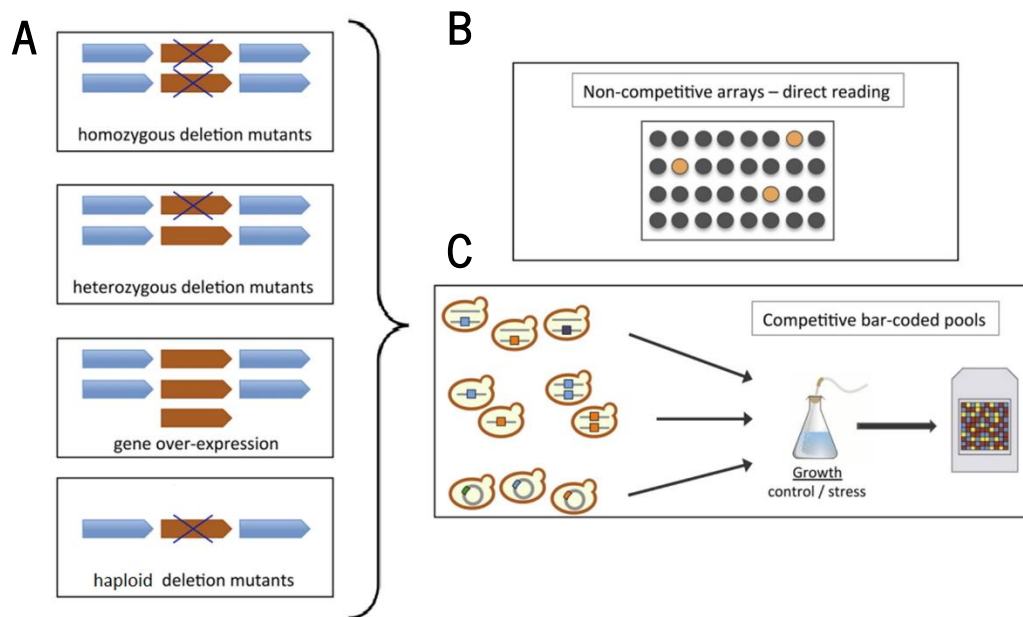 A
homozygous deletion mutants
heterozygous deletion mutants
gene over-expression
haploid deletion mutants
B
Non-competitive arrays – direct reading
C
Competitive bar-coded pools
Growth
control / stress